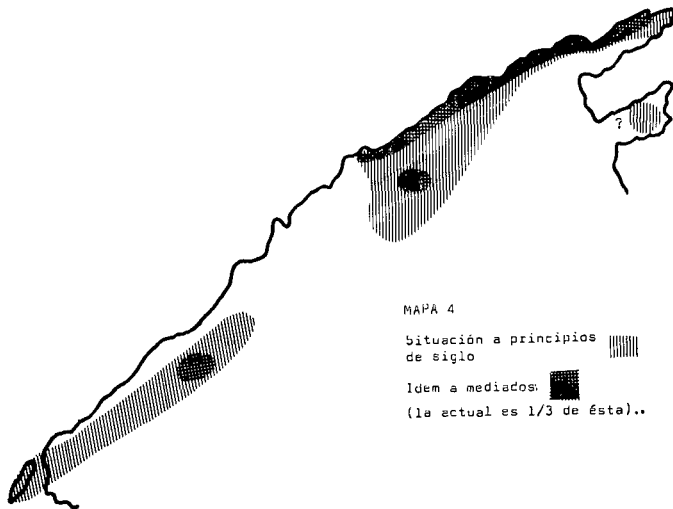 ?
MAPA 4
Situación a principios
de siglo
Idem a mediados
(la actual es 1/3 de ésta)..